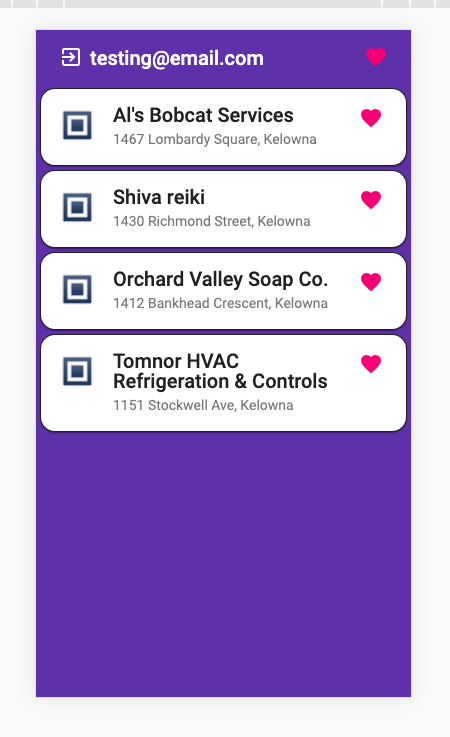 testing@email.com
Al's Bobcat Services
1467 Lombardy Square, Kelowna
Shiva reiki
1430 Richmond Street, Kelowna
Orchard Valley Soap Co.
1412 Bankhead Crescent, Kelowna
Tomnor HVAC
Refrigeration & Controls
1151 Stockwell Ave, Kelowna